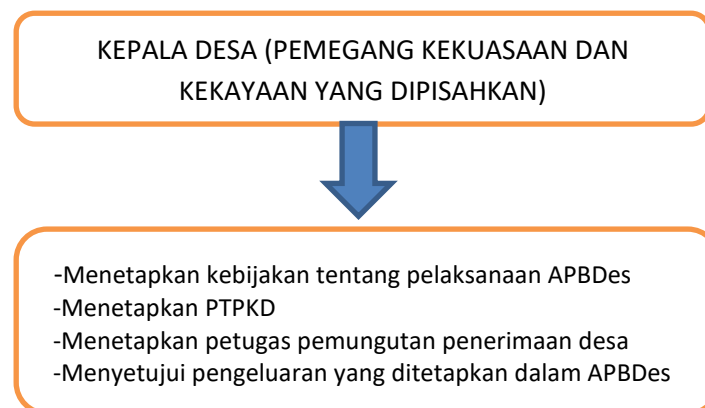 KEPALA DESA (PEMEGANG KEKUASAAN DAN
KEKAYAAN YANG DIPISAHKAN)
-Menetapkan kebijakan tentang pelaksanaan APBDes
-Menetapkan PTPKD
-Menetapkan petugas pemungutan penerimaan desa
-Menyetujui pengeluaran yang ditetapkan dalam APBDes